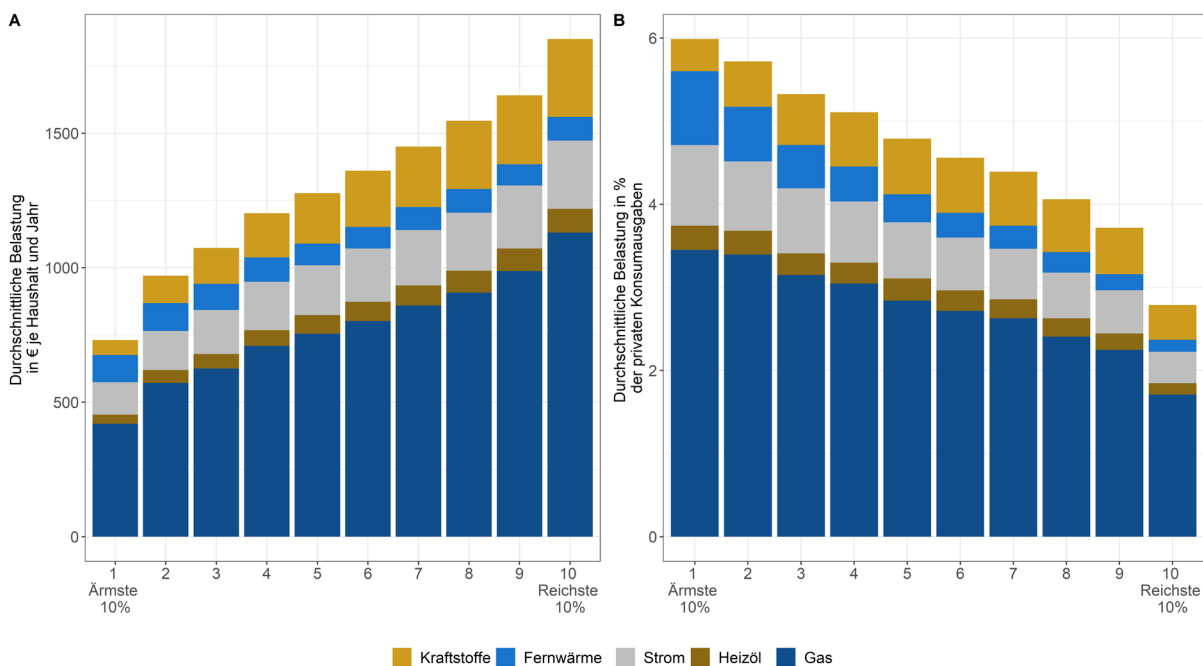 A
Durchschnittliche Belastung
in € je Haushalt und Jahr
1500
1000
500
0
1 2 3 4 5 6 7 8 9 10
Ärmste Reichste
10% 10%
B
Durchschnittliche Belastung in %
der privaten Konsumausgaben
6
4
2
0
1 2 3 4 5 6 7 8 9 10
Ärmste Reichste
10% 10%
Kraftstoffe Fernwärme Strom Heizöl Gas